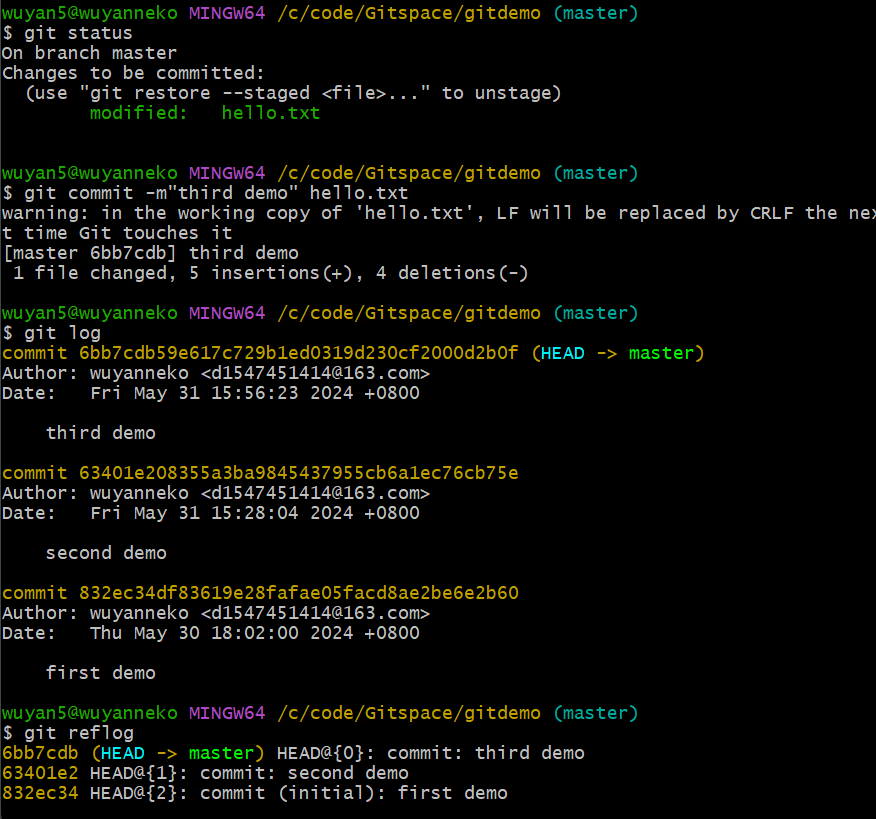 wuyan5@wuyanneko MINGW64 /c/code/Gitspace/gitdemo (master)
$ git status
On branch master
Changes to be committed:
  (use "git restore --staged <file>..." to unstage)
        modified:   hello.txt

wuyan5@wuyanneko MINGW64 /c/code/Gitspace/gitdemo (master)
$ git commit -m"third demo" hello.txt
warning: in the working copy of 'hello.txt', LF will be replaced by CRLF the nex
t time Git touches it
[master 6bb7cdb] third demo
 1 file changed, 5 insertions(+), 4 deletions(-)

wuyan5@wuyanneko MINGW64 /c/code/Gitspace/gitdemo (master)
$ git log
commit 6bb7cdb59e617c729b1ed0319d230cf2000d2b0f (HEAD -> master)
Author: wuyanneko <d1547451414@163.com>
Date:   Fri May 31 15:56:23 2024 +0800

    third demo

commit 63401e208355a3ba9845437955cb6a1ec76cb75e
Author: wuyanneko <d1547451414@163.com>
Date:   Fri May 31 15:28:04 2024 +0800

    second demo

commit 832ec34df83619e28fafae05facd8ae2be6e2b60
Author: wuyanneko <d1547451414@163.com>
Date:   Thu May 30 18:02:00 2024 +0800

    first demo

wuyan5@wuyanneko MINGW64 /c/code/Gitspace/gitdemo (master)
$ git reflog
6bb7cdb (HEAD -> master) HEAD@{0}: commit: third demo
63401e2 HEAD@{1}: commit: second demo
832ec34 HEAD@{2}: commit (initial): first demo